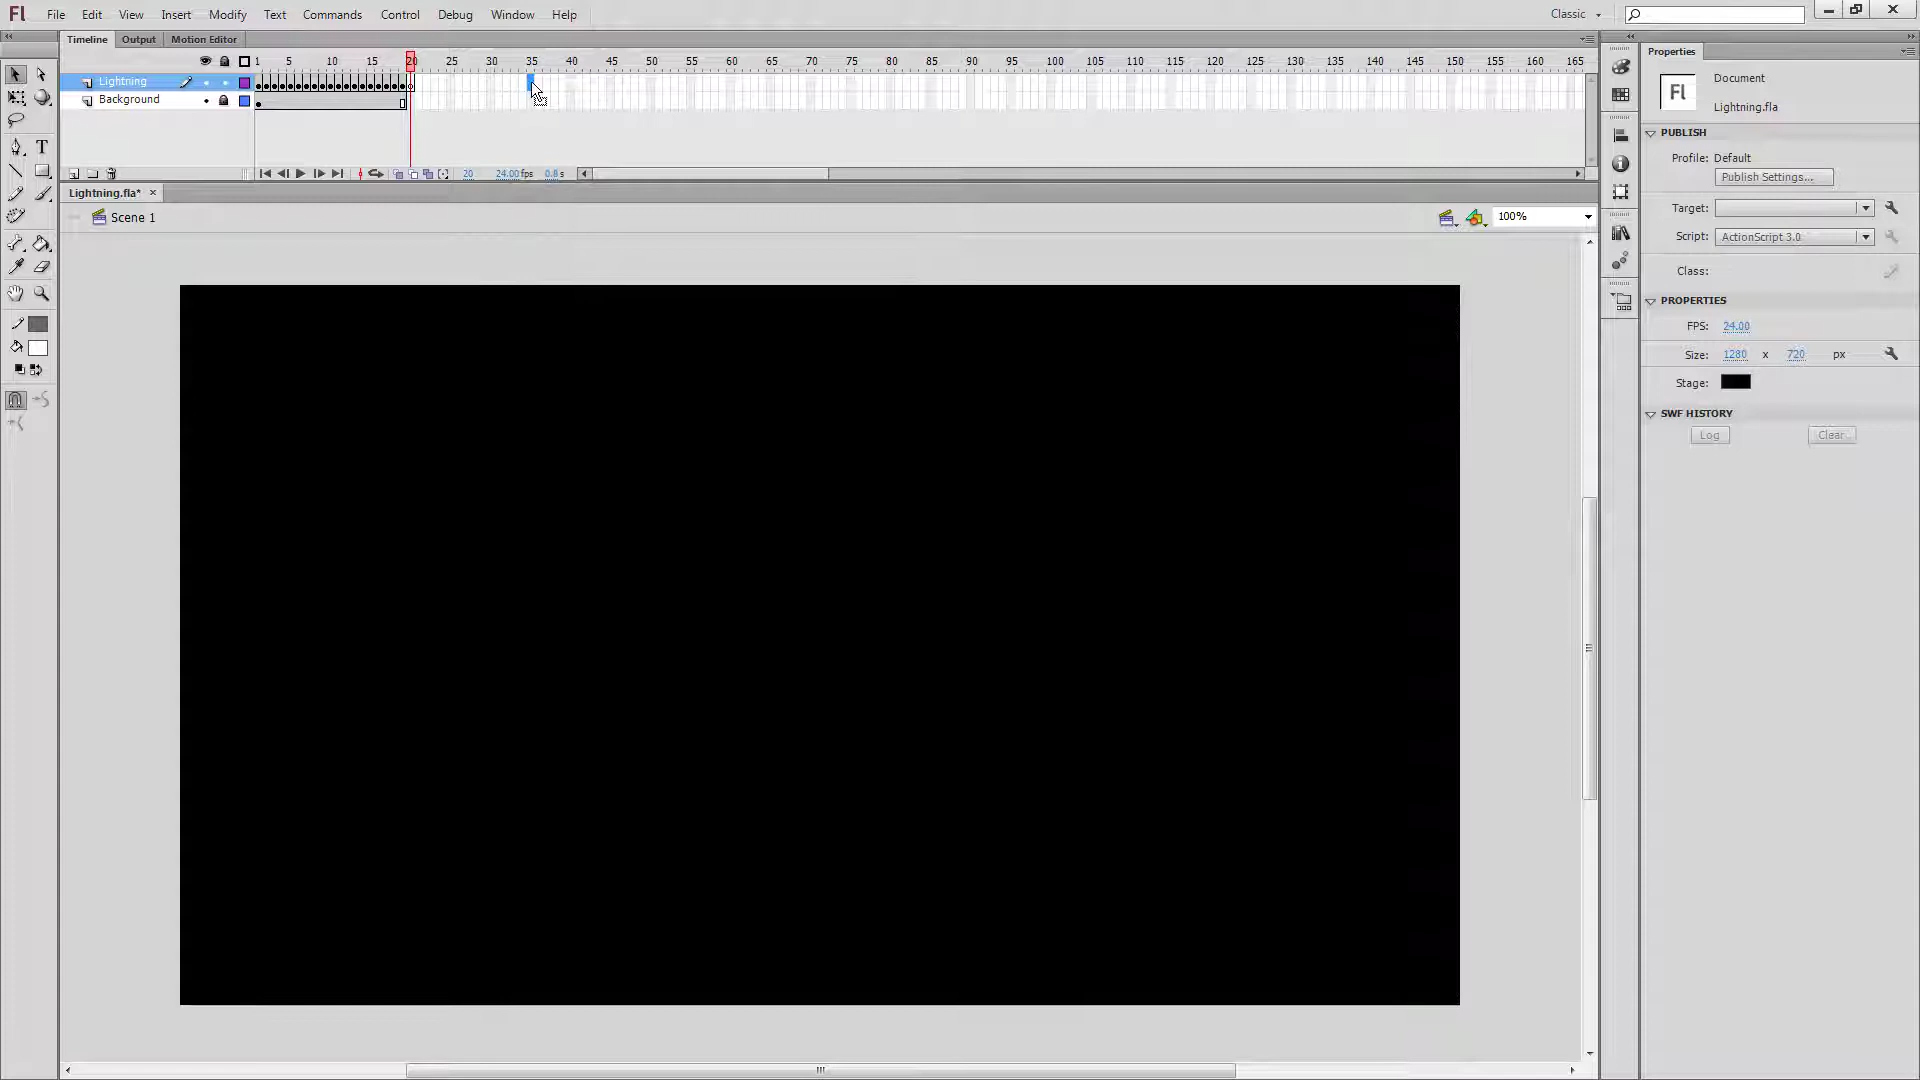 Fl File Edit View Insert Modify Text Commands Control Debug Window Help Classic
Timeline Output Motion Editor
1 5 10 15 20 25 30 35 40 45 50 55 60 65 70 75 80 85 90 95 100 105 110 115 120 125 130 135 140 145 150 155 160 165
Lightning
Background
20 24.00 fps 0.8 s
Lightning.fla*
Scene 1
100%
T
Properties
Fl
Document
Lightning.fla
PUBLISH
Profile: Default
Publish Settings...
Target:
Script: ActionScript 3.0
Class:
PROPERTIES
FPS: 24.00
Size: 1280 x 720 px
Stage:
SWF HISTORY
Log Clear